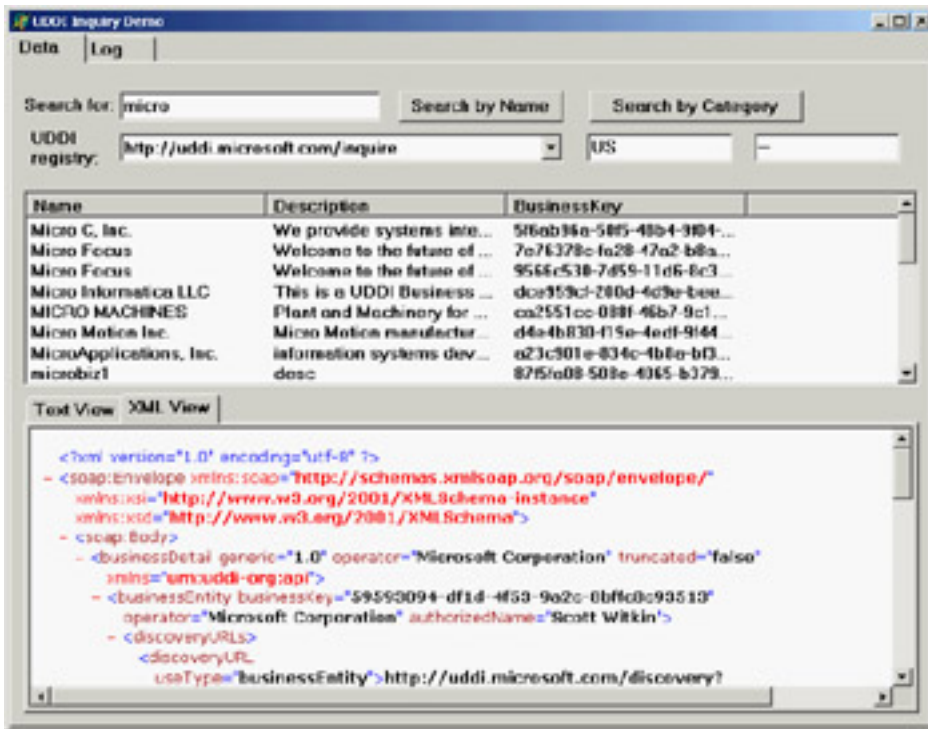 UDDI Inquiry Demo
Data Log
Search for: micro Search by Name Search by Category
UDDI registry: http://uddi.microsoft.com/inquire US --
Name Description BusinessKey
Micro C, Inc. We provide systems inte...
Micro Focus Welcome to the future of ...
Micro Focus Welcome to the future of ...
Micro Informatica LLC This is a UDDI Business ...
MICRO MACHINES Plant and Machinery for ...
Micro Motion Inc. Micro Motion manufactur...
MicroApplications, Inc. information systems dev...
microbiz1 desc
Text View XML View
<?xml version="1.0" encoding="utf-8" ?>
- <soap:Envelope xmlns:soap="http://schemas.xmlsoap.org/soap/envelope/"
xmlns:xsi="http://www.w3.org/2001/XMLSchema-instance"
xmlns:xsd="http://www.w3.org/2001/XMLSchema">
- <soap:Body>
- <businessDetail generic="1.0" operator="Microsoft Corporation" truncated="false"
xmlns="urn:uddi-org:api">
- <businessEntity businessKey=
operator="Microsoft Corporation" authorizedName="Scott Witkin">
- <discoveryURLs>
<discoveryURL
useType="businessEntity">http://uddi.microsoft.com/discovery?